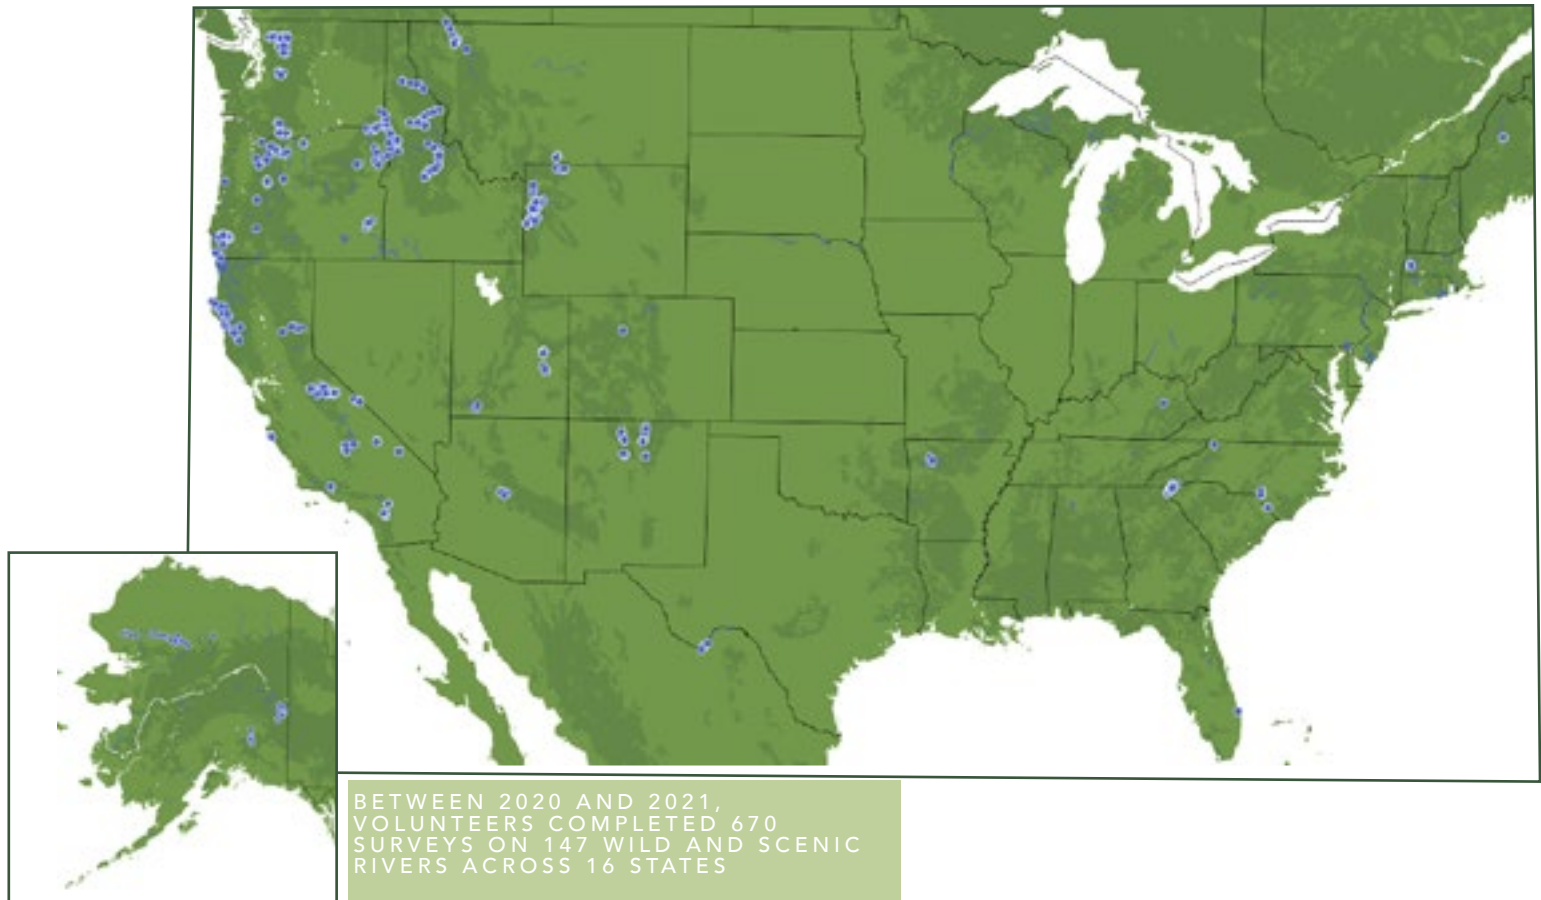 BETWEEN 2020 AND 2021,
VOLUNTEERS COMPLETED 670
SURVEYS ON 147 WILD AND SCENIC
RIVERS ACROSS 16 STATES